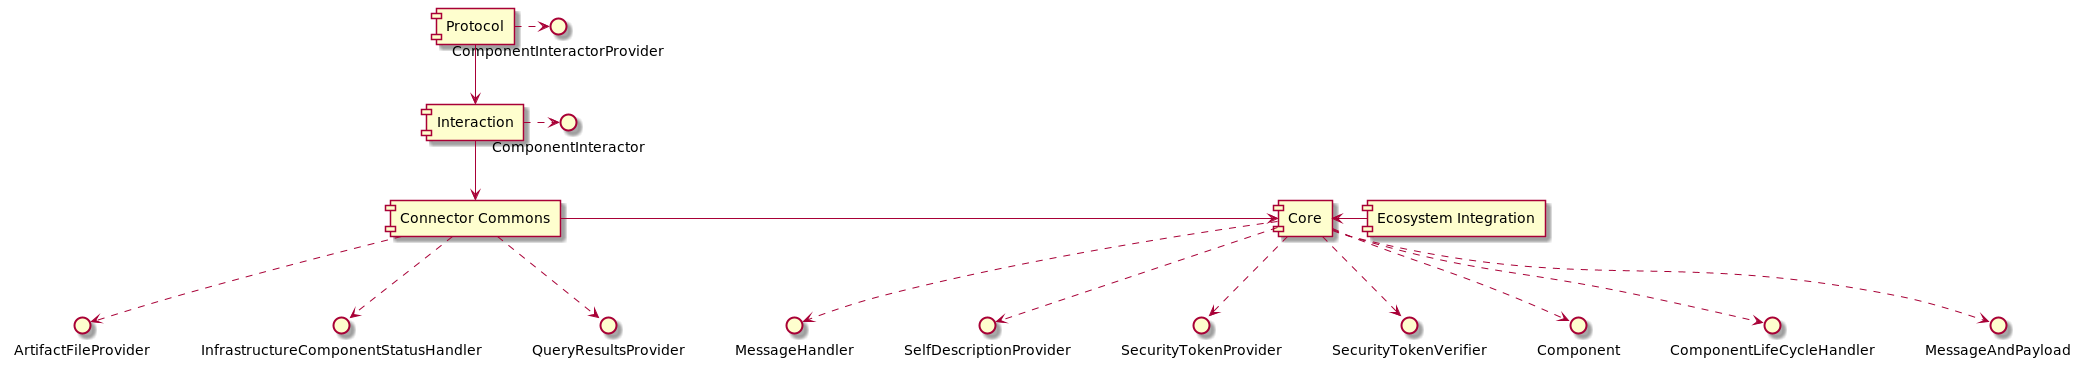 Protocol
ComponentInteractorProvider
Interaction
ComponentInteractor
Connector Commons
Core
Ecosystem Integration
ArtifactFileProvider
InfrastructureComponentStatusHandler
QueryResultsProvider
MessageHandler
SelfDescriptionProvider
SecurityTokenProvider
SecurityTokenVerifier
Component
ComponentLifeCycleHandler
MessageAndPayload